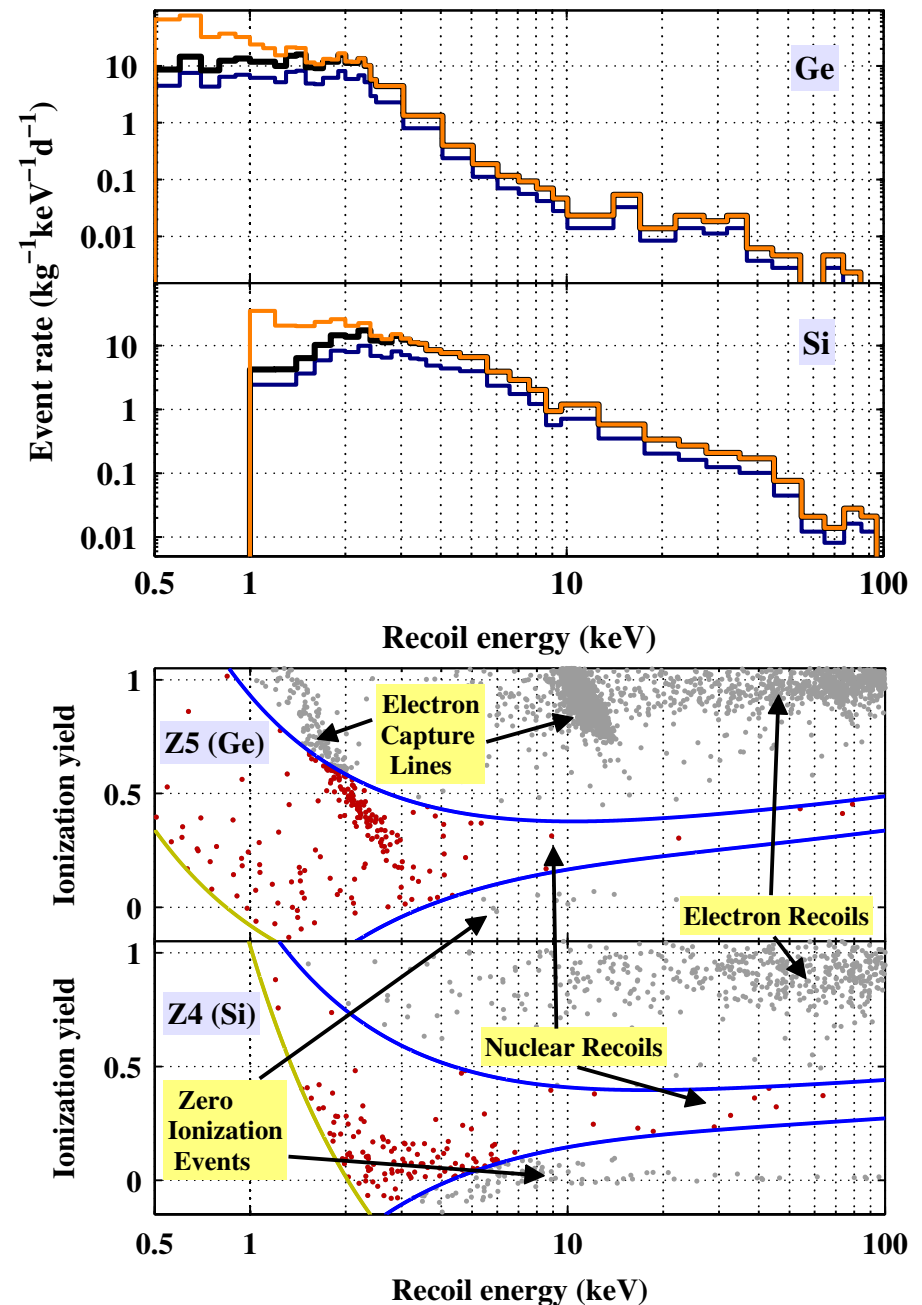 Event rate (kg⁻¹keV⁻¹d⁻¹)
10
1
0.1
0.01
Ge
10
1
0.1
0.01
Si
0.5 1 10 100
Recoil energy (keV)
Ionization yield
1
0.5
0
Z5 (Ge)
Electron
Capture
Lines
Electron Recoils
Ionization yield
1
0.5
0
Z4 (Si)
Nuclear Recoils
Zero
Ionization
Events
0.5 1 10 100
Recoil energy (keV)